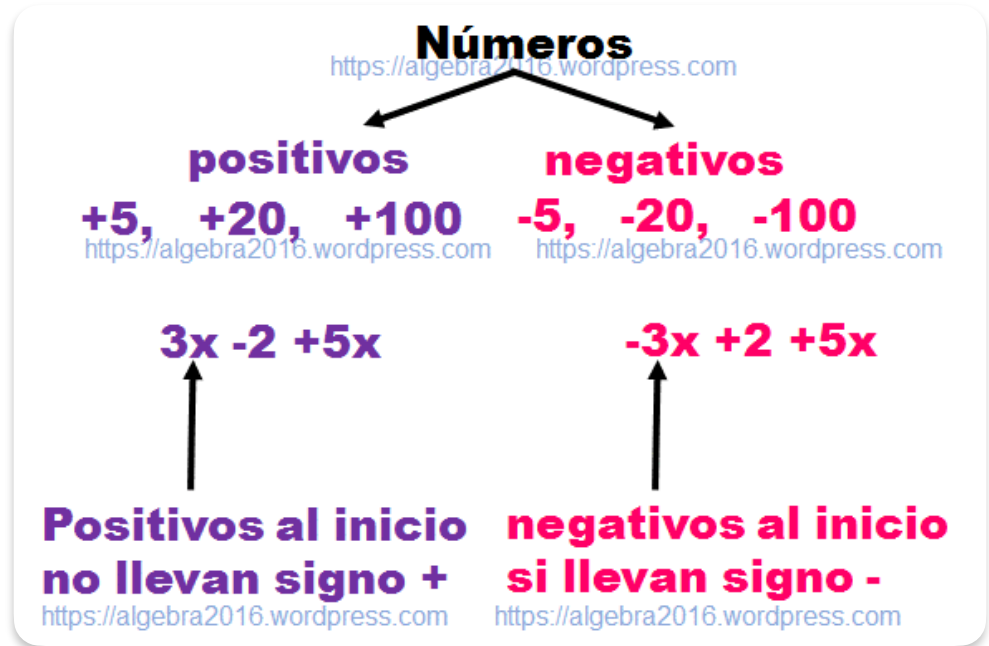 Números
https://algebra2016.wordpress.com
positivos
negativos
+5, +20, +100
-5, -20, -100
https://algebra2016.wordpress.com
https://algebra2016.wordpress.com
3x -2 +5x
-3x +2 +5x
Positivos al inicio
no llevan signo +
https://algebra2016.wordpress.com
negativos al inicio
si llevan signo -
https://algebra2016.wordpress.com